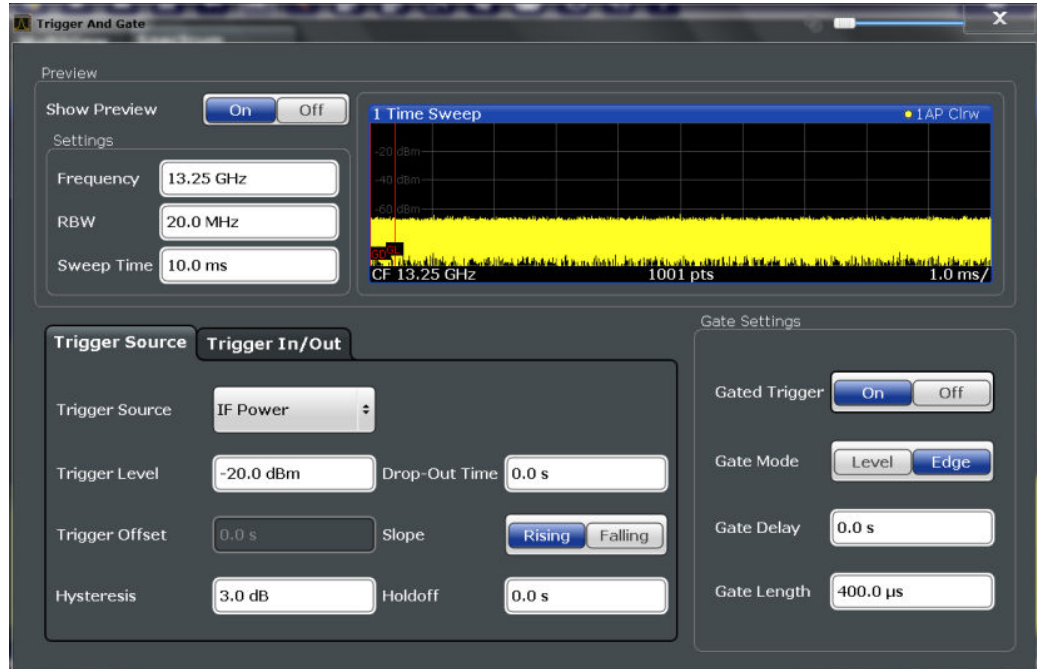 Trigger And Gate
X
Preview
Show Preview On Off
Settings
Frequency 13.25 GHz
RBW 20.0 MHz
Sweep Time 10.0 ms
1 Time Sweep 1AP Clrw
-20 dBm
-40 dBm
-60 dBm
GD GL
CF 13.25 GHz 1001 pts 1.0 ms/
Trigger Source Trigger In/Out
Trigger Source IF Power
Trigger Level -20.0 dBm Drop-Out Time 0.0 s
Trigger Offset 0.0 s Slope Rising Falling
Hysteresis 3.0 dB Holdoff 0.0 s
Gate Settings
Gated Trigger On Off
Gate Mode Level Edge
Gate Delay 0.0 s
Gate Length 400.0 µs